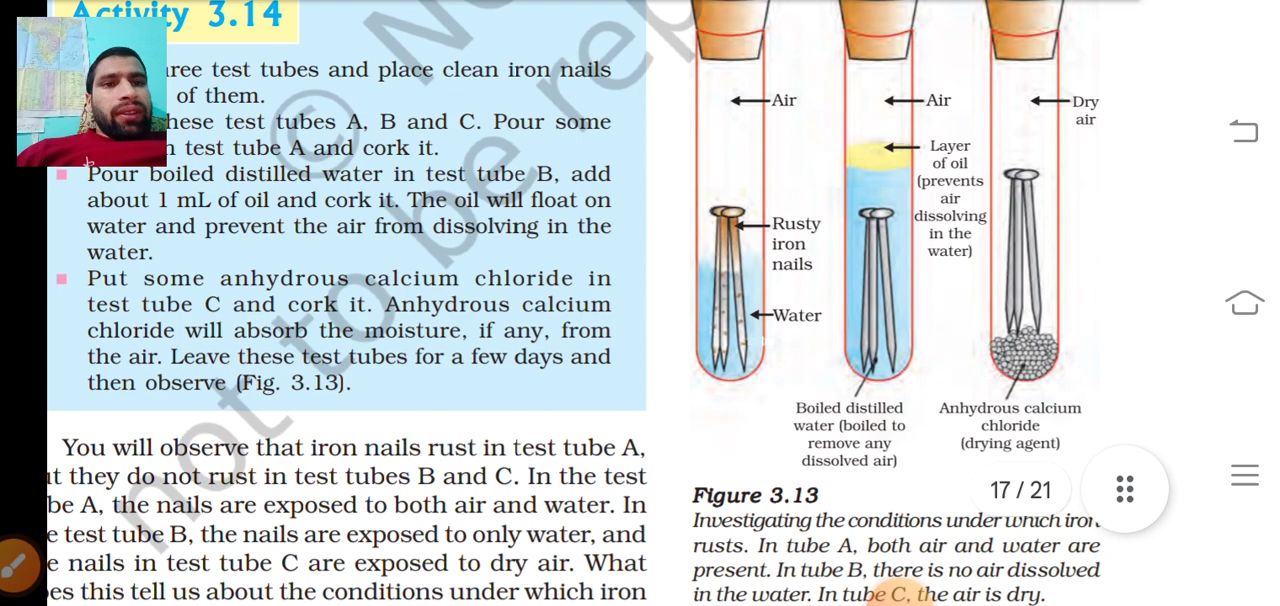 Activity 3.14
ree test tubes and place clean iron nails
of them.
hese test tubes A, B and C. Pour some
test tube A and cork it.
Pour boiled distilled water in test tube B, add
about 1 mL of oil and cork it. The oil will float on
water and prevent the air from dissolving in the
water.
Put some anhydrous calcium chloride in
test tube C and cork it. Anhydrous calcium
chloride will absorb the moisture, if any, from
the air. Leave these test tubes for a few days and
then observe (Fig. 3.13).
You will observe that iron nails rust in test tube A,
t they do not rust in test tubes B and C. In the test
be A, the nails are exposed to both air and water. In
e test tube B, the nails are exposed to only water, and
e nails in test tube C are exposed to dry air. What
es this tell us about the conditions under which iron
Air
Rusty
iron
nails
Water
Air
Layer
of oil
(prevents
air
dissolving
in the
water)
Dry
air
Boiled distilled
water (boiled to
remove any
dissolved air)
Anhydrous calcium
chloride
(drying agent)
17 / 21
Figure 3.13
Investigating the conditions under which iron
rusts. In tube A, both air and water are
present. In tube B, there is no air dissolved
in the water. In tube C, the air is dry.
©
not to be rep